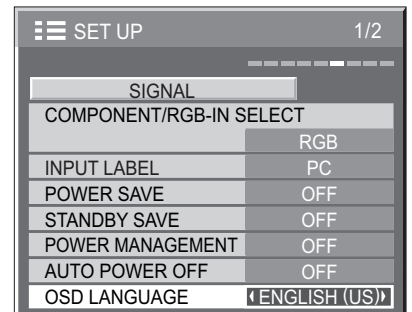 SET UP 1/2
SIGNAL
COMPONENT/RGB-IN SELECT
RGB
INPUT LABEL PC
POWER SAVE OFF
STANDBY SAVE OFF
POWER MANAGEMENT OFF
AUTO POWER OFF OFF
OSD LANGUAGE ENGLISH (US)